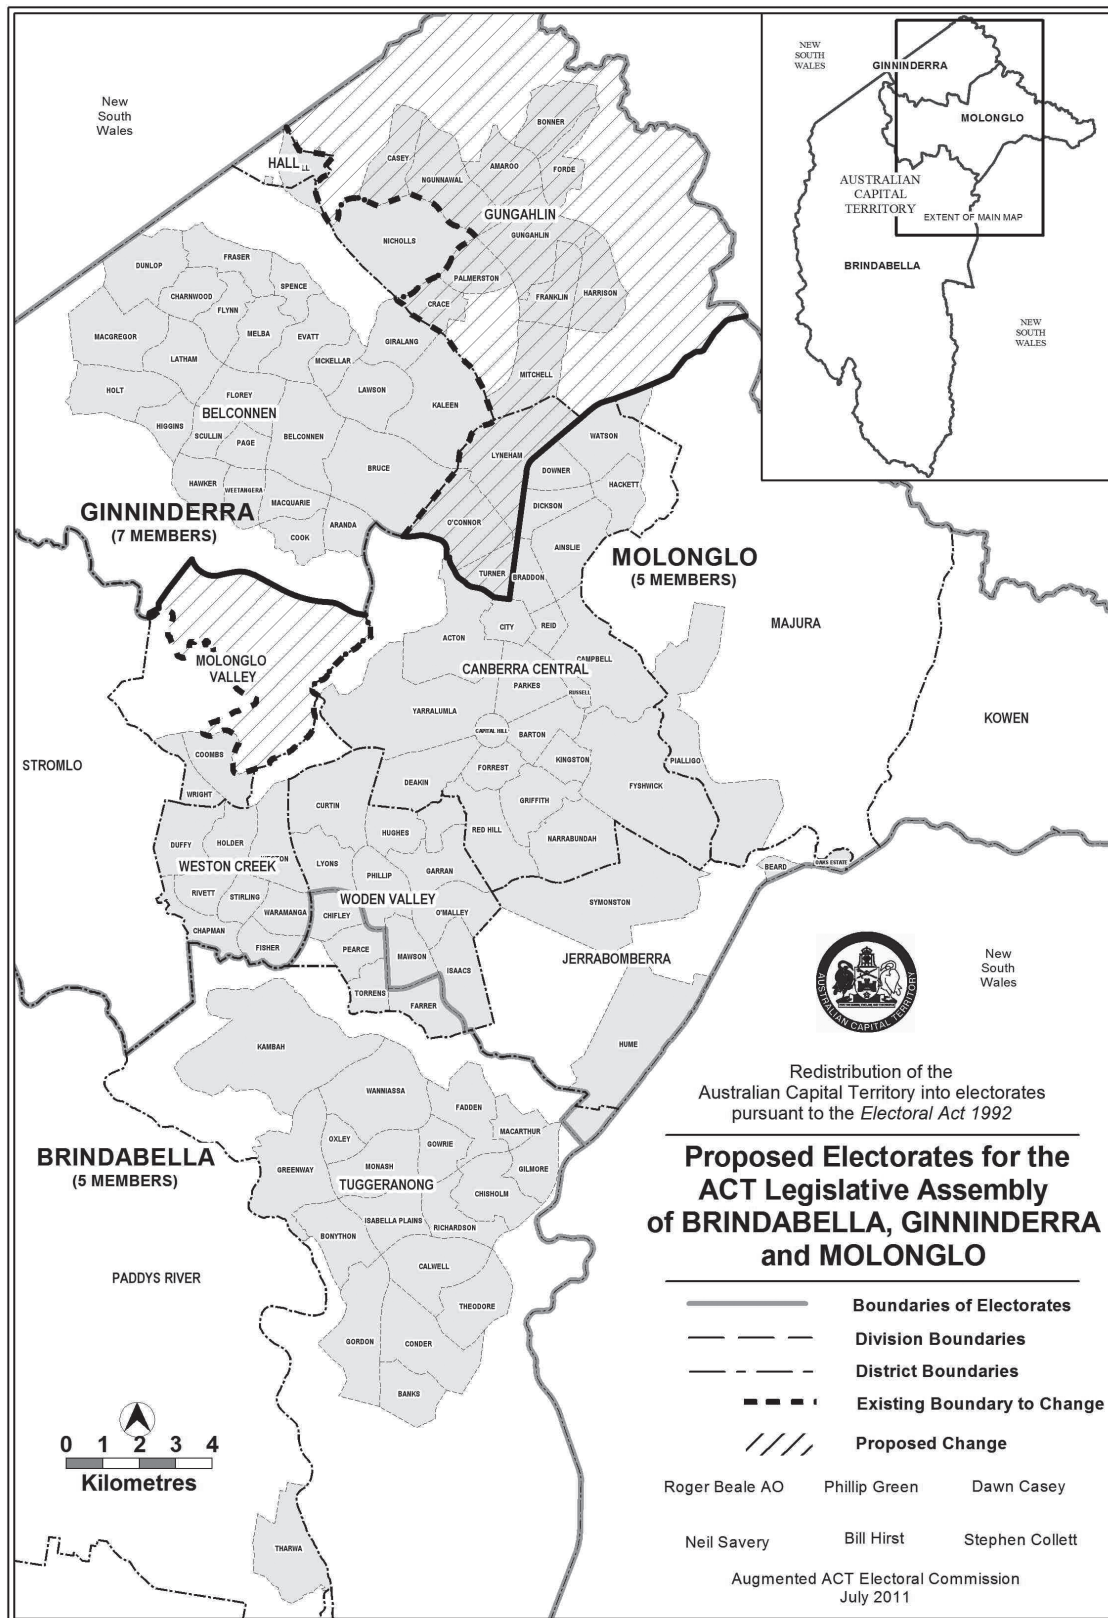 New
South
Wales
NEW
SOUTH
WALES
GINNINDERRA
MOLONGLO
AUSTRALIAN
CAPITAL
TERRITORY
EXTENT OF MAIN MAP
BRINDABELLA
NEW
SOUTH
WALES
BONNER
HALL
CASEY
NGUNNAWAL
AMAROO
FORDE
GUNGAHLIN
GUNGAHLIN
NICHOLLS
PALMERSTON
CRACE
FRANKLIN
HARRISON
MITCHELL
DUNLOP
FRASER
SPENCE
CHARNWOOD
FLYNN
MACGREGOR
MELBA
EVATT
GIRALANG
LATHAM
MCKELLAR
HOLT
FLOREY
LAWSON
KALEEN
BELCONNEN
HIGGINS
SCULLIN
PAGE
BELCONNEN
BRUCE
HAWKER
WEETANGERA
MACQUARIE
ARANDA
COOK
LYNEHAM
WATSON
DOWNER
HACKETT
DICKSON
O'CONNOR
AINSLIE
TURNER
BRADDON
GINNINDERRA
(7 MEMBERS)
MOLONGLO
(5 MEMBERS)
MAJURA
KOWEN
CITY
REID
ACTON
CAMPBELL
CANBERRA CENTRAL
PARKES
RUSSELL
MOLONGLO
VALLEY
YARRALUMLA
CAPITAL HILL
BARTON
STROMLO
COOMBS
WRIGHT
DEAKIN
FORREST
KINGSTON
PIALLIGO
FYSHWICK
GRIFFITH
CURTIN
HUGHES
RED HILL
NARRABUNDAH
DUFFY
HOLDER
WESTON CREEK
LYONS
PHILLIP
GARRAN
BEARD
OAKS ESTATE
RIVETT
STIRLING
WODEN VALLEY
WARAMANGA
CHIFLEY
O'MALLEY
SYMONSTON
CHAPMAN
FISHER
PEARCE
MAWSON
ISAACS
JERRABOMBERRA
TORRENS
FARRER
New
South
Wales
AUSTRALIAN CAPITAL TERRITORY
HUME
KAMBAH
WANNIASSA
FADDEN
MACARTHUR
OXLEY
GOWRIE
GREENWAY
MONASH
GILMORE
TUGGERANONG
CHISHOLM
ISABELLA PLAINS
RICHARDSON
BONYTHON
CALWELL
THEODORE
GORDON
CONDER
BANKS
BRINDABELLA
(5 MEMBERS)
PADDYS RIVER
THARWA
0 1 2 3 4
Kilometres
Redistribution of the
Australian Capital Territory into electorates
pursuant to the Electoral Act 1992
Proposed Electorates for the
ACT Legislative Assembly
of BRINDABELLA, GINNINDERRA
and MOLONGLO
Boundaries of Electorates
Division Boundaries
District Boundaries
Existing Boundary to Change
Proposed Change
Roger Beale AO Phillip Green Dawn Casey
Neil Savery Bill Hirst Stephen Collett
Augmented ACT Electoral Commission
July 2011